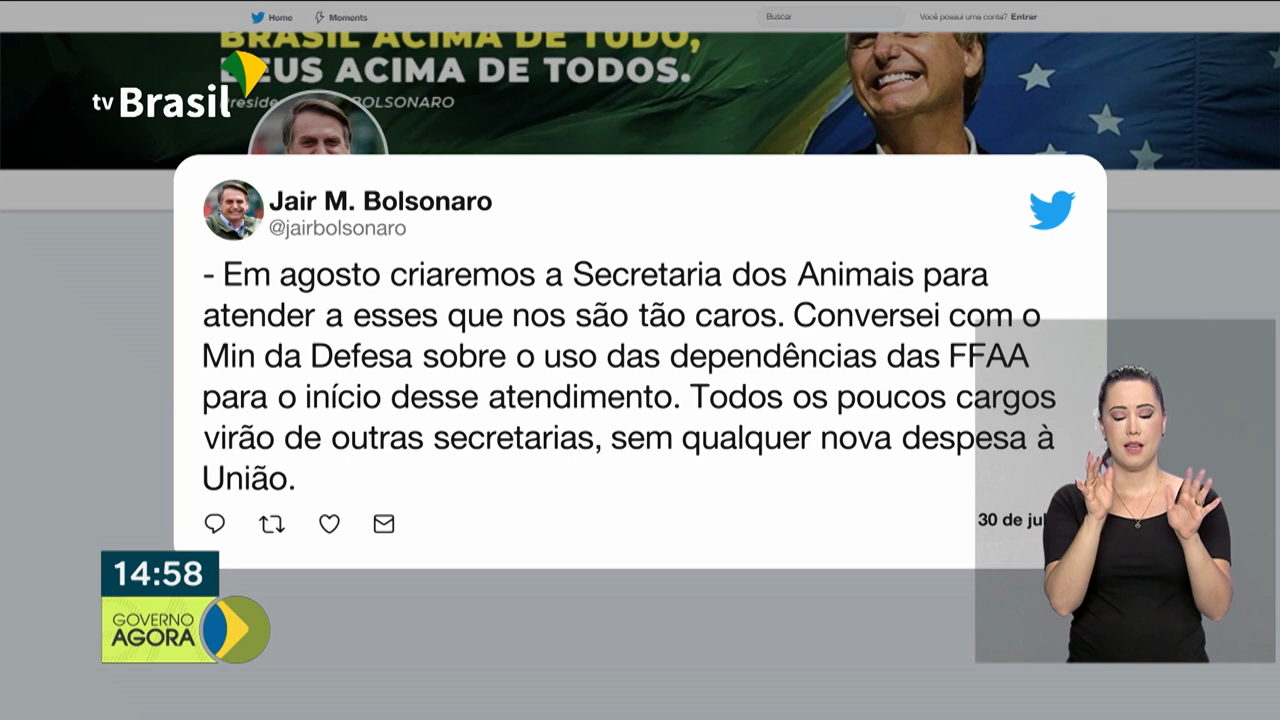 Home Moments Buscar Você possui uma conta? Entrar
BRASIL ACIMA DE TUDO,
DEUS ACIMA DE TODOS.
BOLSONARO
tv Brasil
Jair M. Bolsonaro
@jairbolsonaro
- Em agosto criaremos a Secretaria dos Animais para
atender a esses que nos são tão caros. Conversei com o
Min da Defesa sobre o uso das dependências das FFAA
para o início desse atendimento. Todos os poucos cargos
virão de outras secretarias, sem qualquer nova despesa à
União.
30 de jul
14:58
GOVERNO
AGORA